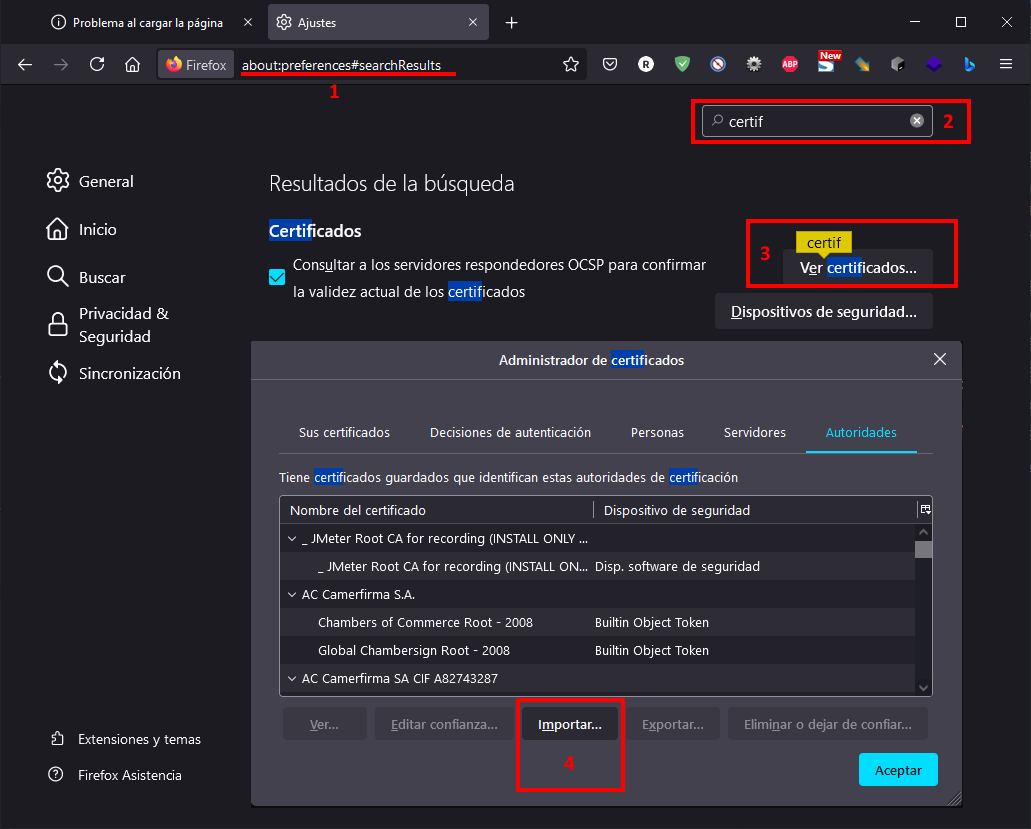 Problema al cargar la página
Ajustes
Firefox
about:preferences#searchResults
R
ABP
New
S
1
certif
2
General
Inicio
Buscar
Privacidad &
Seguridad
Sincronización
Extensiones y temas
Firefox Asistencia
Resultados de la búsqueda
Certificados
Consultar a los servidores respondedores OCSP para confirmar
la validez actual de los certificados
3
certif
Ver certificados...
Dispositivos de seguridad...
Administrador de certificados
Sus certificados
Decisiones de autenticación
Personas
Servidores
Autoridades
Tiene certificados guardados que identifican estas autoridades de certificación
Nombre del certificado
Dispositivo de seguridad
_ JMeter Root CA for recording (INSTALL ONLY ...
_ JMeter Root CA for recording (INSTALL ON... Disp. software de seguridad
AC Camerfirma S.A.
Chambers of Commerce Root - 2008 Builtin Object Token
Global Chambersign Root - 2008 Builtin Object Token
AC Camerfirma SA CIF A82743287
Ver...
Editar confianza...
Importar...
Exportar...
Eliminar o dejar de confiar...
4
Aceptar